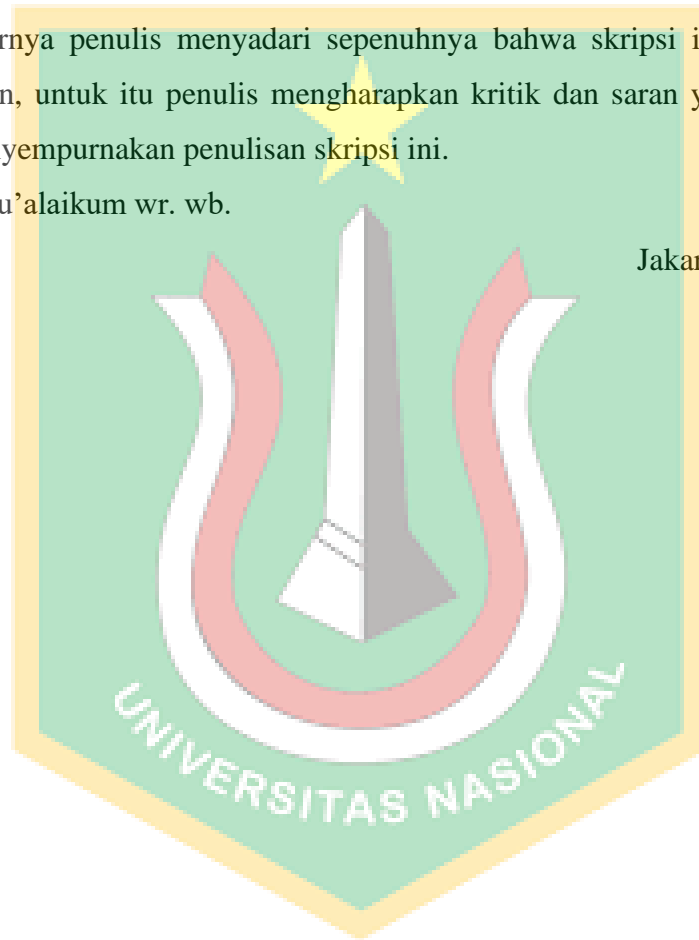 rnya penulis menyadari sepenuhnya bahwa skripsi i
n, untuk itu penulis mengharapkan kritik dan saran y
yempurnakan penulisan skripsi ini.
u’alaikum wr. wb.
Jakar
UNIVERSITAS NASIONAL